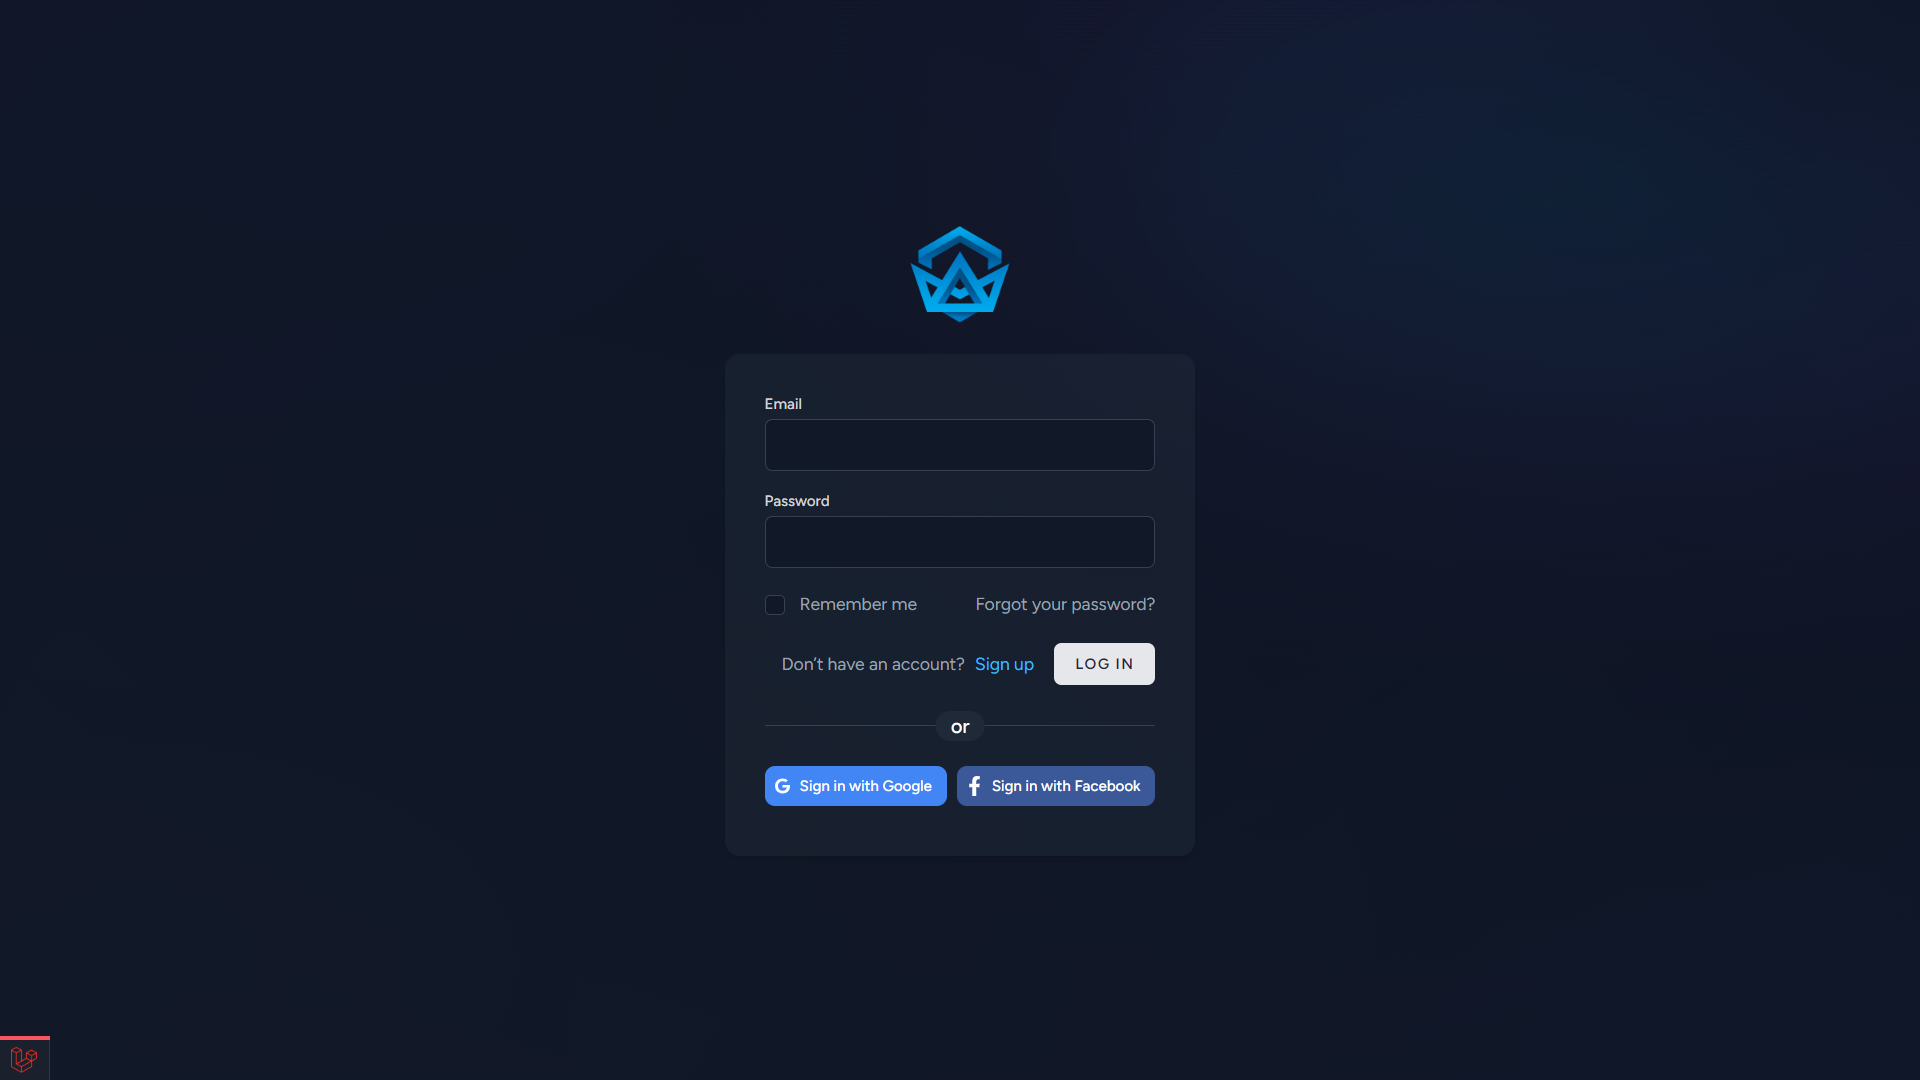 Email
Password
Remember me Forgot your password?
Don't have an account? Sign up LOG IN
or
Sign in with Google Sign in with Facebook